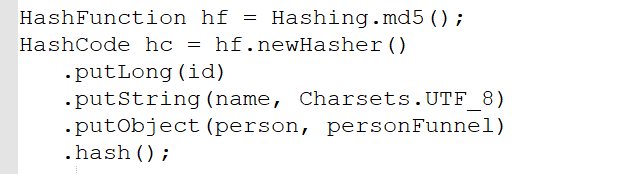 HashFunction hf = Hashing.md5();
HashCode hc = hf.newHasher()
.putLong(id)
.putString(name, Charsets.UTF_8)
.putObject(person, personFunnel)
.hash();